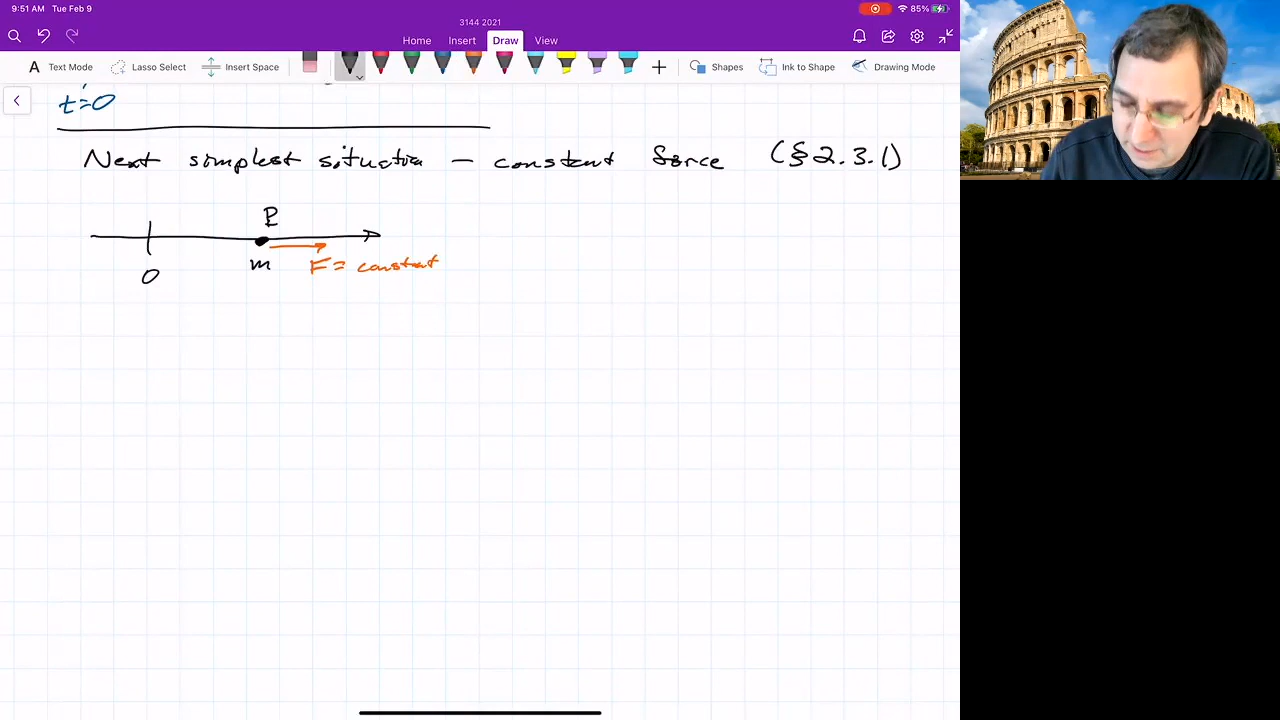 9:51 AM Tue Feb 9
85%
3144 2021
Home Insert Draw View
Text Mode Lasso Select Insert Space Shapes Ink to Shape Drawing Mode
t=0
Next simplest situation — constant force (§ 2.3.1)
P
m F = constant
O